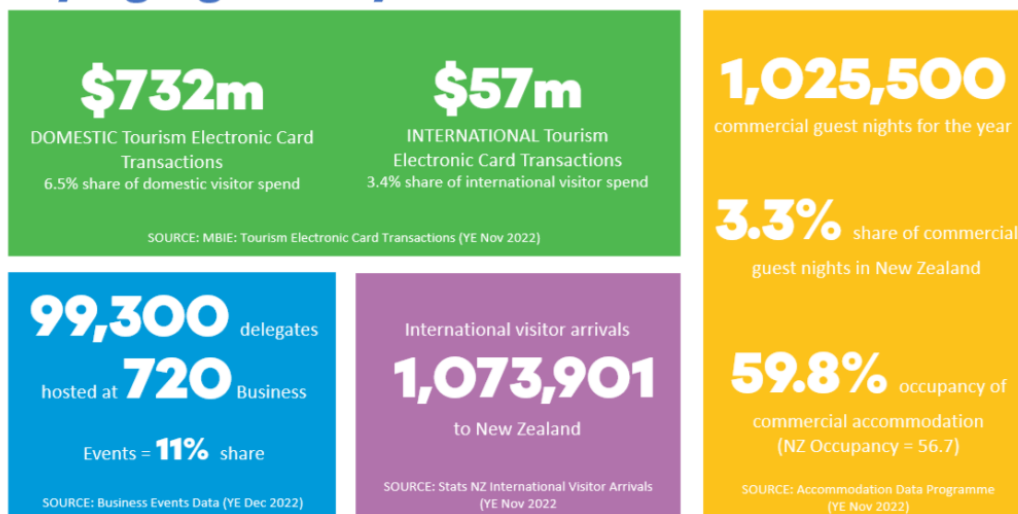 $732m
DOMESTIC Tourism Electronic Card
Transactions
6.5% share of domestic visitor spend
$57m
INTERNATIONAL Tourism
Electronic Card Transactions
3.4% share of international visitor spend
SOURCE: MBIE: Tourism Electronic Card Transactions (YE Nov 2022)
1,025,500
commercial guest nights for the year
3.3% share of commercial
guest nights in New Zealand
59.8% occupancy of
commercial accommodation
(NZ Occupancy = 56.7)
SOURCE: Accommodation Data Programme
(YE Nov 2022)
99,300 delegates
hosted at 720 Business
Events = 11% share
SOURCE: Business Events Data (YE Dec 2022)
International visitor arrivals
1,073,901
to New Zealand
SOURCE: Stats NZ International Visitor Arrivals
(YE Nov 2022